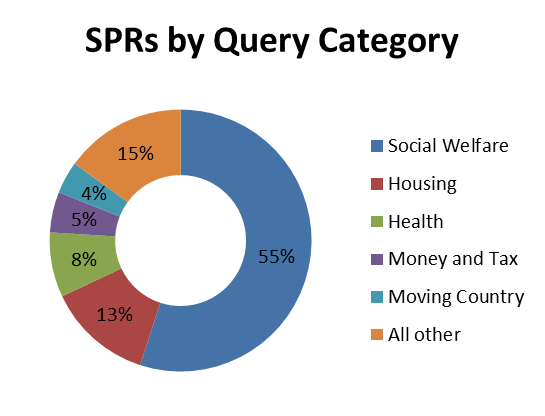 SPRs by Query Category
15%
4%
5%
8%
13%
55%
Social Welfare
Housing
Health
Money and Tax
Moving Country
All other